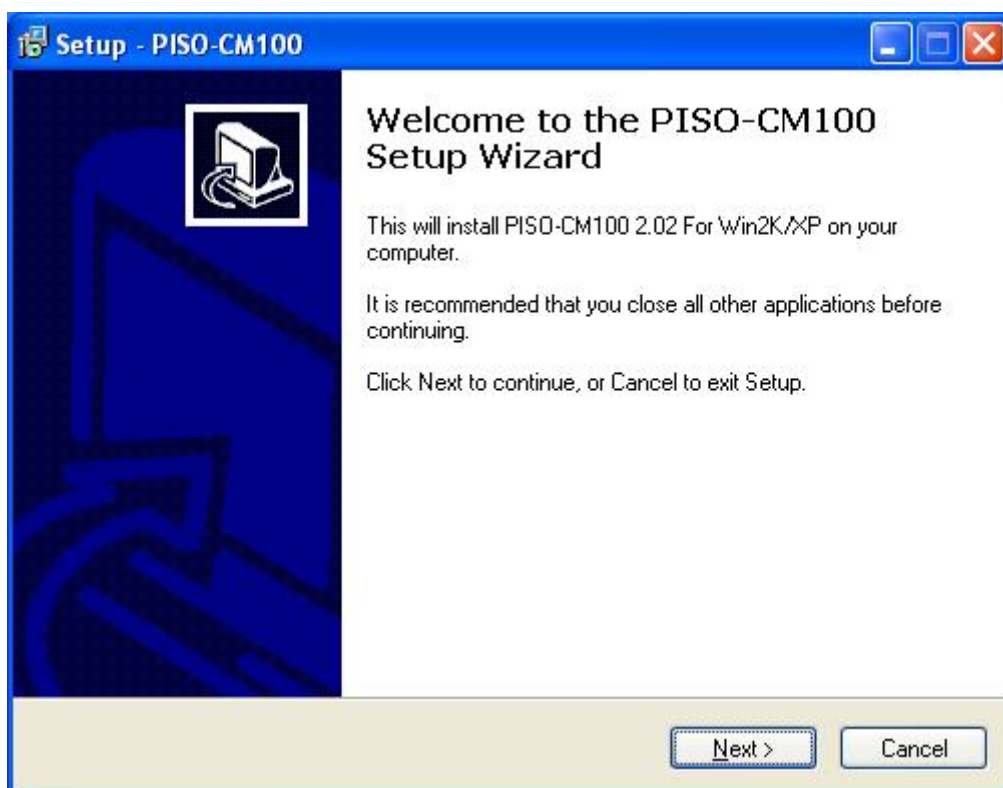 Setup - PISO-CM100
Welcome to the PISO-CM100
Setup Wizard
This will install PISO-CM100 2.02 For Win2K/XP on your
computer.
It is recommended that you close all other applications before
continuing.
Click Next to continue, or Cancel to exit Setup.
Next >
Cancel